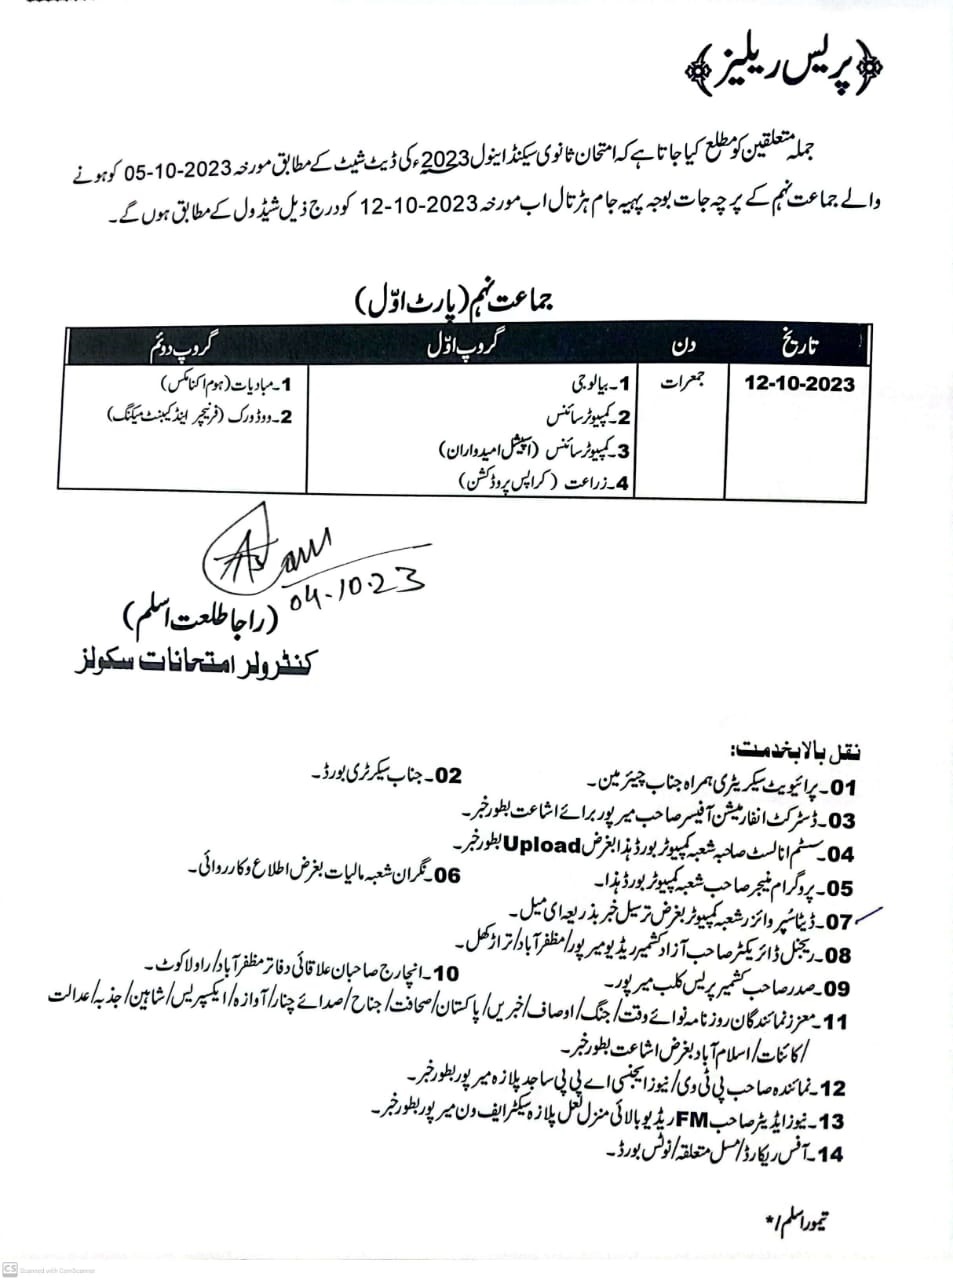 ﴿پریس ریلیز﴾
جملہ متعلقین کو مطلع کیا جاتا ہے کہ امتحان ثانوی سیکنڈ اینول 2023ء کی ڈیٹ شیٹ کے مطابق مورخہ 05-10-2023 کو ہونے
والے جماعت نہم کے پرچہ جات بوجہ پہیہ جام ہڑتال اب مورخہ 12-10-2023 کو درج ذیل شیڈول کے مطابق ہوں گے۔
جماعت نہم (پارٹ اوّل)
تاریخ دن گروپ اوّل گروپ دوئم
12-10-2023 جمعرات 1۔بیالوجی 1۔مبادیات (ہوم اکنامکس)
2۔کمپیوٹر سائنس 2۔ووڈ ورک (فرنیچر اینڈ کیبنٹ میکنگ)
3۔کمپیوٹر سائنس (اسپیشل امیدواران)
4۔زراعت (کراپس پروڈکشن)
04.10.23
(راجا طلعت اسلم)
کنٹرولر امتحانات سکولز
نقل بالا بخدمت:
01۔پرائیویٹ سیکریٹری ہمراہ جناب چیئرمین۔ 02۔جناب سیکرٹری بورڈ۔
03۔ڈسٹرکٹ انفارمیشن آفیسر صاحب میرپور برائے اشاعت بطور خبر۔
04۔سسٹم انالسٹ صاحبہ شعبہ کمپیوٹر بورڈ ہذا بغرض Upload بطور خبر۔
05۔پروگرام منیجر صاحب شعبہ کمپیوٹر بورڈ ہذا۔ 06۔نگران شعبہ مالیات بغرض اطلاع و کارروائی۔
07۔ڈیٹا سپروائزر شعبہ کمپیوٹر بغرض ترسیل خبر بذریعہ ای میل۔
08۔ریجنل ڈائریکٹر صاحب آزاد کشمیر ریڈیو میرپور/مظفرآباد/تراڑکھل۔
09۔صدر صاحب کشمیر پریس کلب میرپور۔ 10۔انچارج صاحبان علاقائی دفاتر مظفرآباد/راولاکوٹ۔
11۔معزز نمائندگان روزنامہ نوائے وقت/جنگ/اوصاف/خبریں/پاکستان/صحافت/جناح/صدائے چنار/آوازہ/ایکسپریس/شاہین/جذبہ/عدالت
/کائنات/اسلام آباد بغرض اشاعت بطور خبر۔
12۔نمائندہ صاحب پی ٹی وی/نیوز ایجنسی اے پی پی ساجد پلازہ میرپور بطور خبر۔
13۔نیوز ایڈیٹر صاحب FM ریڈیو بالائی منزل لعل پلازہ سیکٹر ایف ون میرپور بطور خبر۔
14۔آفس ریکارڈ/مسل متعلقہ/نوٹس بورڈ۔
تیمور اسلم/*
CS Scanned with CamScanner